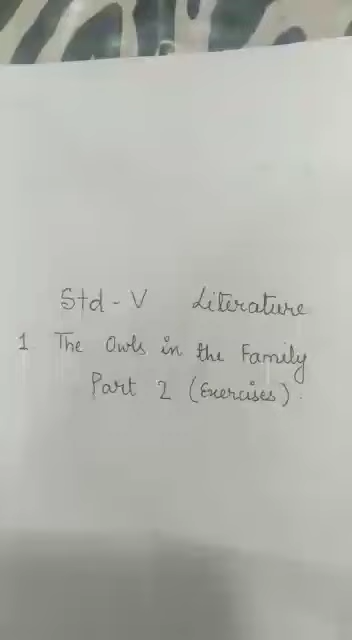 Std - V Literature
1 The Owls in the Family
Part 2 (Exercises).